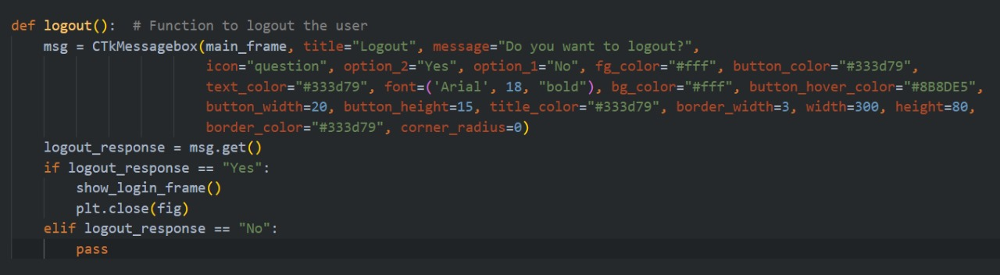 def logout():  # Function to logout the user
    msg = CTkMessagebox(main_frame, title="Logout", message="Do you want to logout?",
                        icon="question", option_2="Yes", option_1="No", fg_color="#fff", button_color="#333d79",
                        text_color="#333d79", font=('Arial', 18, "bold"), bg_color="#fff", button_hover_color="#8B8DE5",
                        button_width=20, button_height=15, title_color="#333d79", border_width=3, width=300, height=80,
                        border_color="#333d79", corner_radius=0)
    logout_response = msg.get()
    if logout_response == "Yes":
        show_login_frame()
        plt.close(fig)
    elif logout_response == "No":
        pass